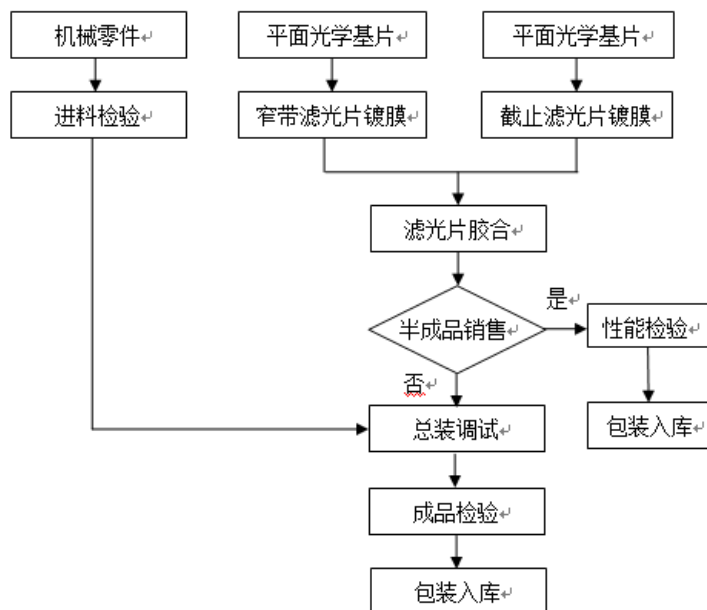 机械零件
平面光学基片
平面光学基片
进料检验
窄带滤光片镀膜
截止滤光片镀膜
滤光片胶合
是
半成品销售
性能检验
否
总装调试
包装入库
成品检验
包装入库